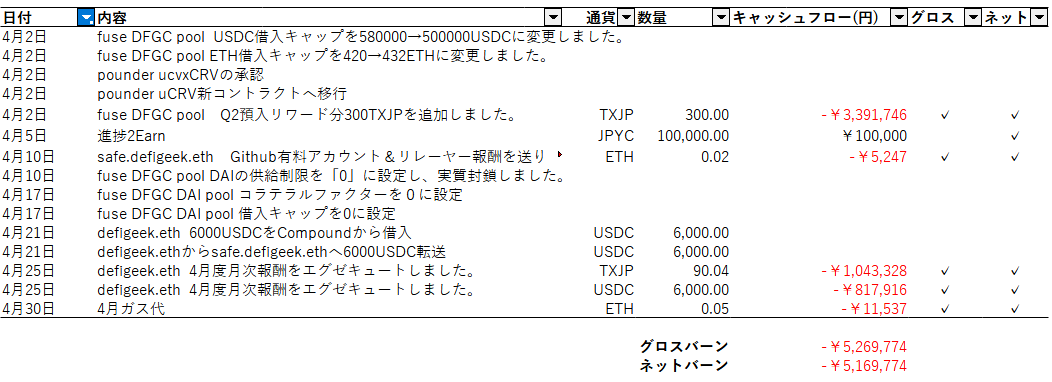 日付 内容 通貨 数量 キャッシュフロー(円) グロス ネット
4月2日 fuse DFGC pool USDC借入キャップを580000→500000USDCに変更しました。
4月2日 fuse DFGC pool ETH借入キャップを420→432ETHに変更しました。
4月2日 pounder ucvxCRVの承認
4月2日 pounder uCRV新コントラクトへ移行
4月2日 fuse DFGC pool Q2預入リワード分300TXJPを追加しました。 TXJP 300.00 -￥3,391,746 ✓ ✓
4月5日 進捗2Earn JPYC 100,000.00 ￥100,000 ✓
4月10日 safe.defigeek.eth Github有料アカウント＆リレーヤー報酬を送り ETH 0.02 -￥5,247 ✓ ✓
4月10日 fuse DFGC pool DAIの供給制限を「0」に設定し、実質封鎖しました。
4月17日 fuse DFGC DAI pool コラテラルファクターを０に設定
4月17日 fuse DFGC DAI pool 借入キャップを0に設定
4月21日 defigeek.eth 6000USDCをCompoundから借入 USDC 6,000.00
4月21日 defigeek.ethからsafe.defigeek.ethへ6000USDC転送 USDC 6,000.00
4月25日 defigeek.eth 4月度月次報酬をエグゼキュートしました。 TXJP 90.04 -￥1,043,328 ✓ ✓
4月25日 defigeek.eth 4月度月次報酬をエグゼキュートしました。 USDC 6,000.00 -￥817,916 ✓ ✓
4月30日 4月ガス代 ETH 0.05 -￥11,537 ✓ ✓
グロスバーン -￥5,269,774
ネットバーン -￥5,169,774